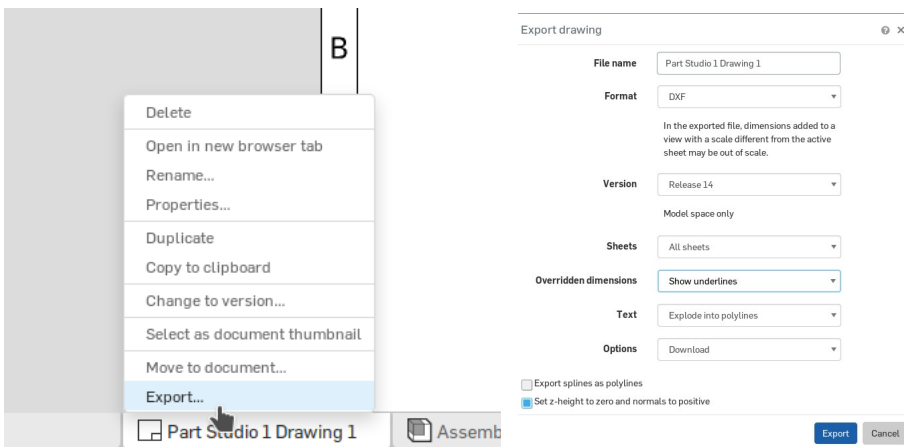 B
Delete
Open in new browser tab
Rename...
Properties...
Duplicate
Copy to clipboard
Change to version...
Select as document thumbnail
Move to document...
Export...
Part Studio 1 Drawing 1
Assemb
Export drawing
File name Part Studio 1 Drawing 1
Format DXF
In the exported file, dimensions added to a
view with a scale different from the active
sheet may be out of scale.
Version Release 14
Model space only
Sheets All sheets
Overridden dimensions Show underlines
Text Explode into polylines
Options Download
Export splines as polylines
Set z-height to zero and normals to positive
Export Cancel